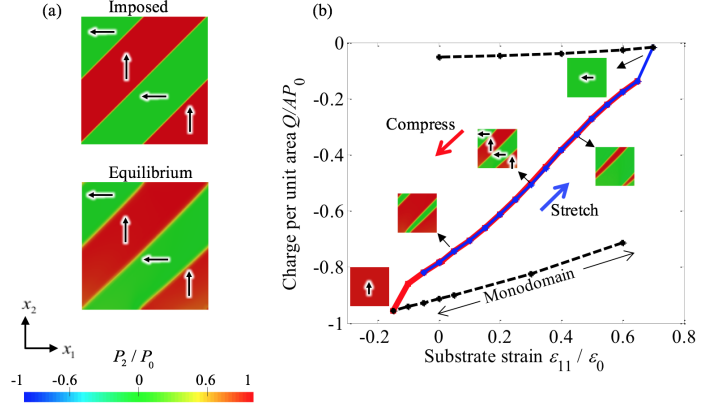 (a)
Imposed
Equilibrium
x2
x1
P2 / P0
-1 -0.6 0 0.6 1
(b)
Charge per unit area Q/AP0
0
-0.2
-0.4
-0.6
-0.8
-1
Compress
Stretch
Monodomain
-0.2 0 0.2 0.4 0.6 0.8
Substrate strain ε11 / ε0